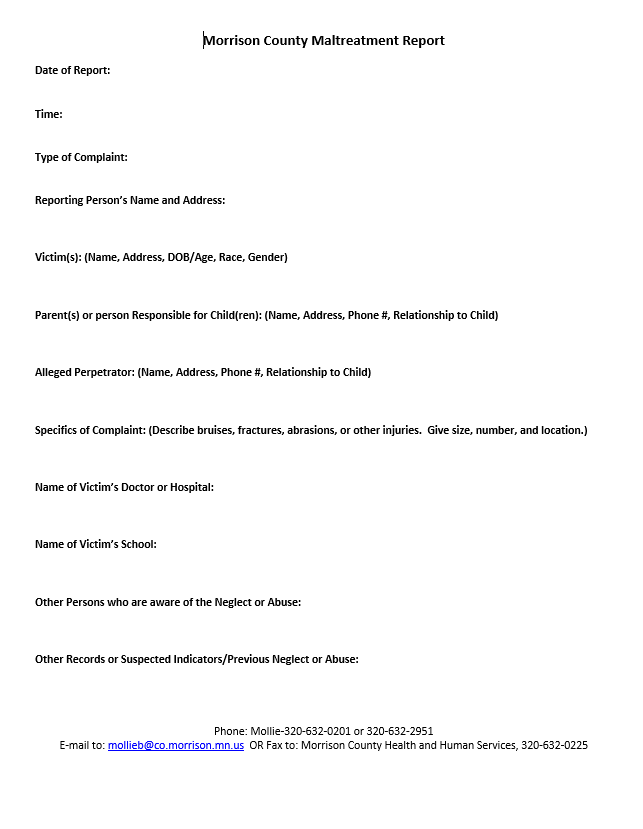 Morrison County Maltreatment Report
Date of Report:
Time:
Type of Complaint:
Reporting Person’s Name and Address:
Victim(s): (Name, Address, DOB/Age, Race, Gender)
Parent(s) or person Responsible for Child(ren): (Name, Address, Phone #, Relationship to Child)
Alleged Perpetrator: (Name, Address, Phone #, Relationship to Child)
Specifics of Complaint: (Describe bruises, fractures, abrasions, or other injuries.  Give size, number, and location.)
Name of Victim’s Doctor or Hospital:
Name of Victim’s School:
Other Persons who are aware of the Neglect or Abuse:
Other Records or Suspected Indicators/Previous Neglect or Abuse:
Phone: Mollie-320-632-0201 or 320-632-2951
E-mail to: mollieb@co.morrison.mn.us  OR Fax to: Morrison County Health and Human Services, 320-632-0225